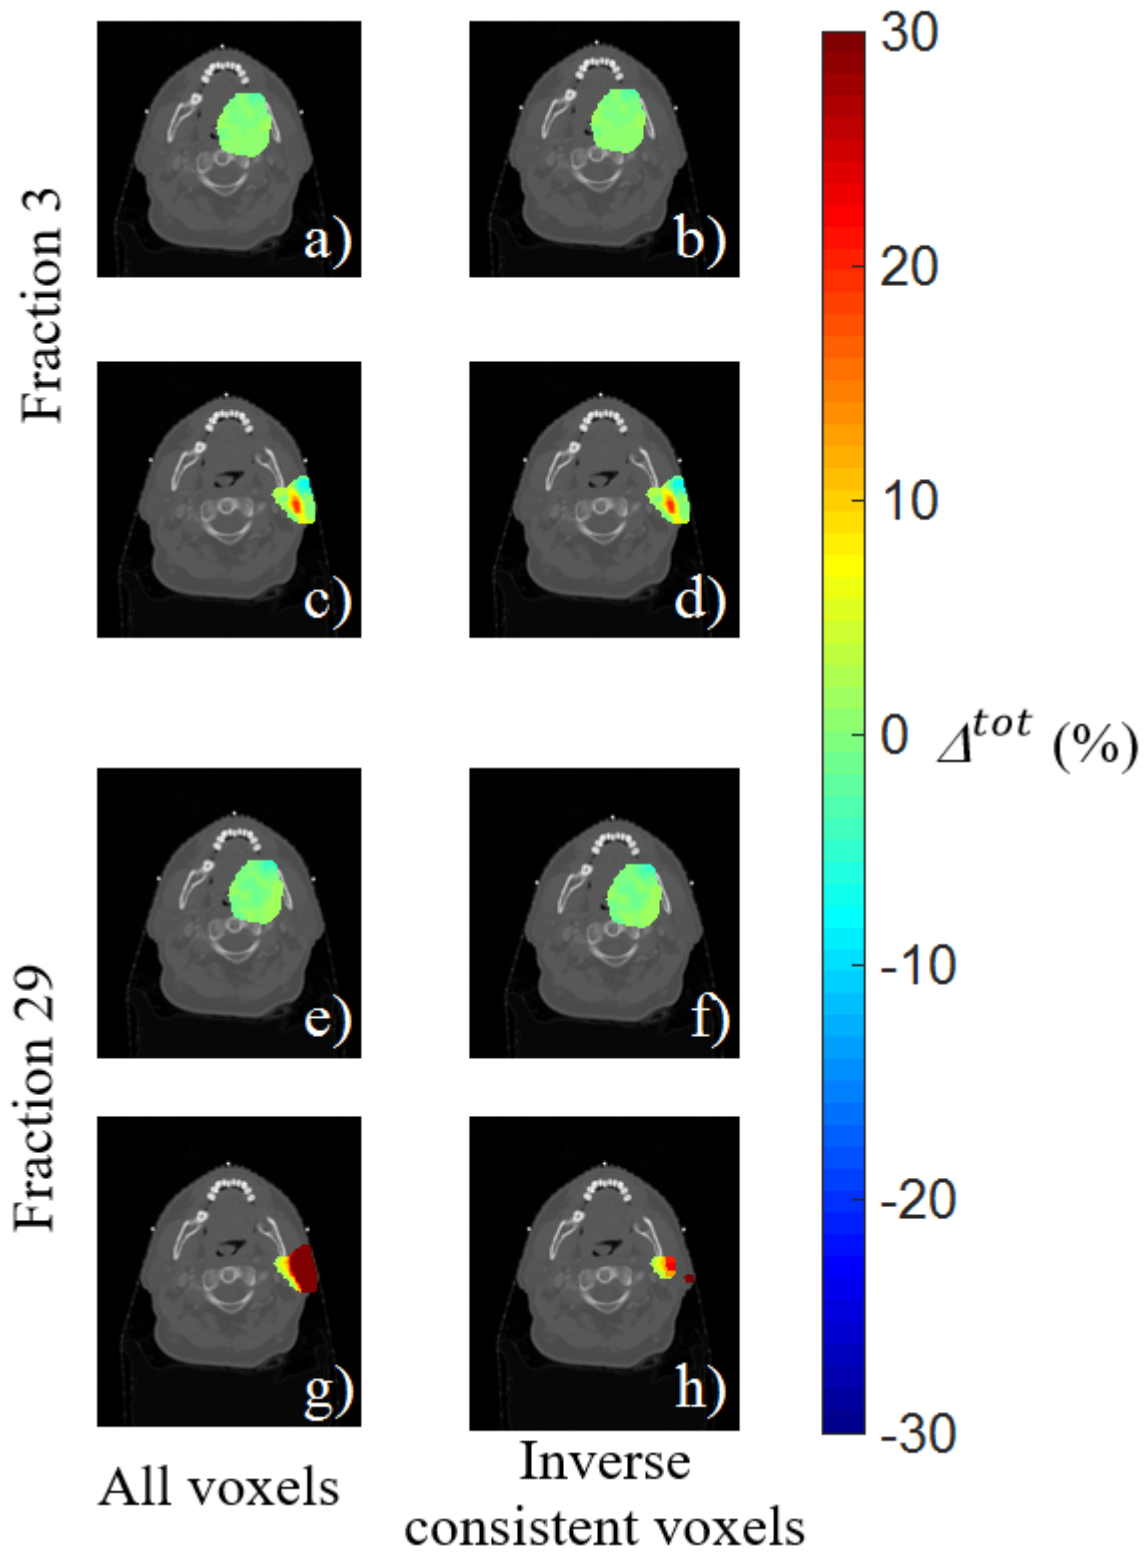 Fraction 3
a)
b)
c)
d)
Fraction 29
e)
f)
g)
h)
All voxels
Inverse
consistent voxels
30
20
10
0
-10
-20
-30
Δ^tot (%)